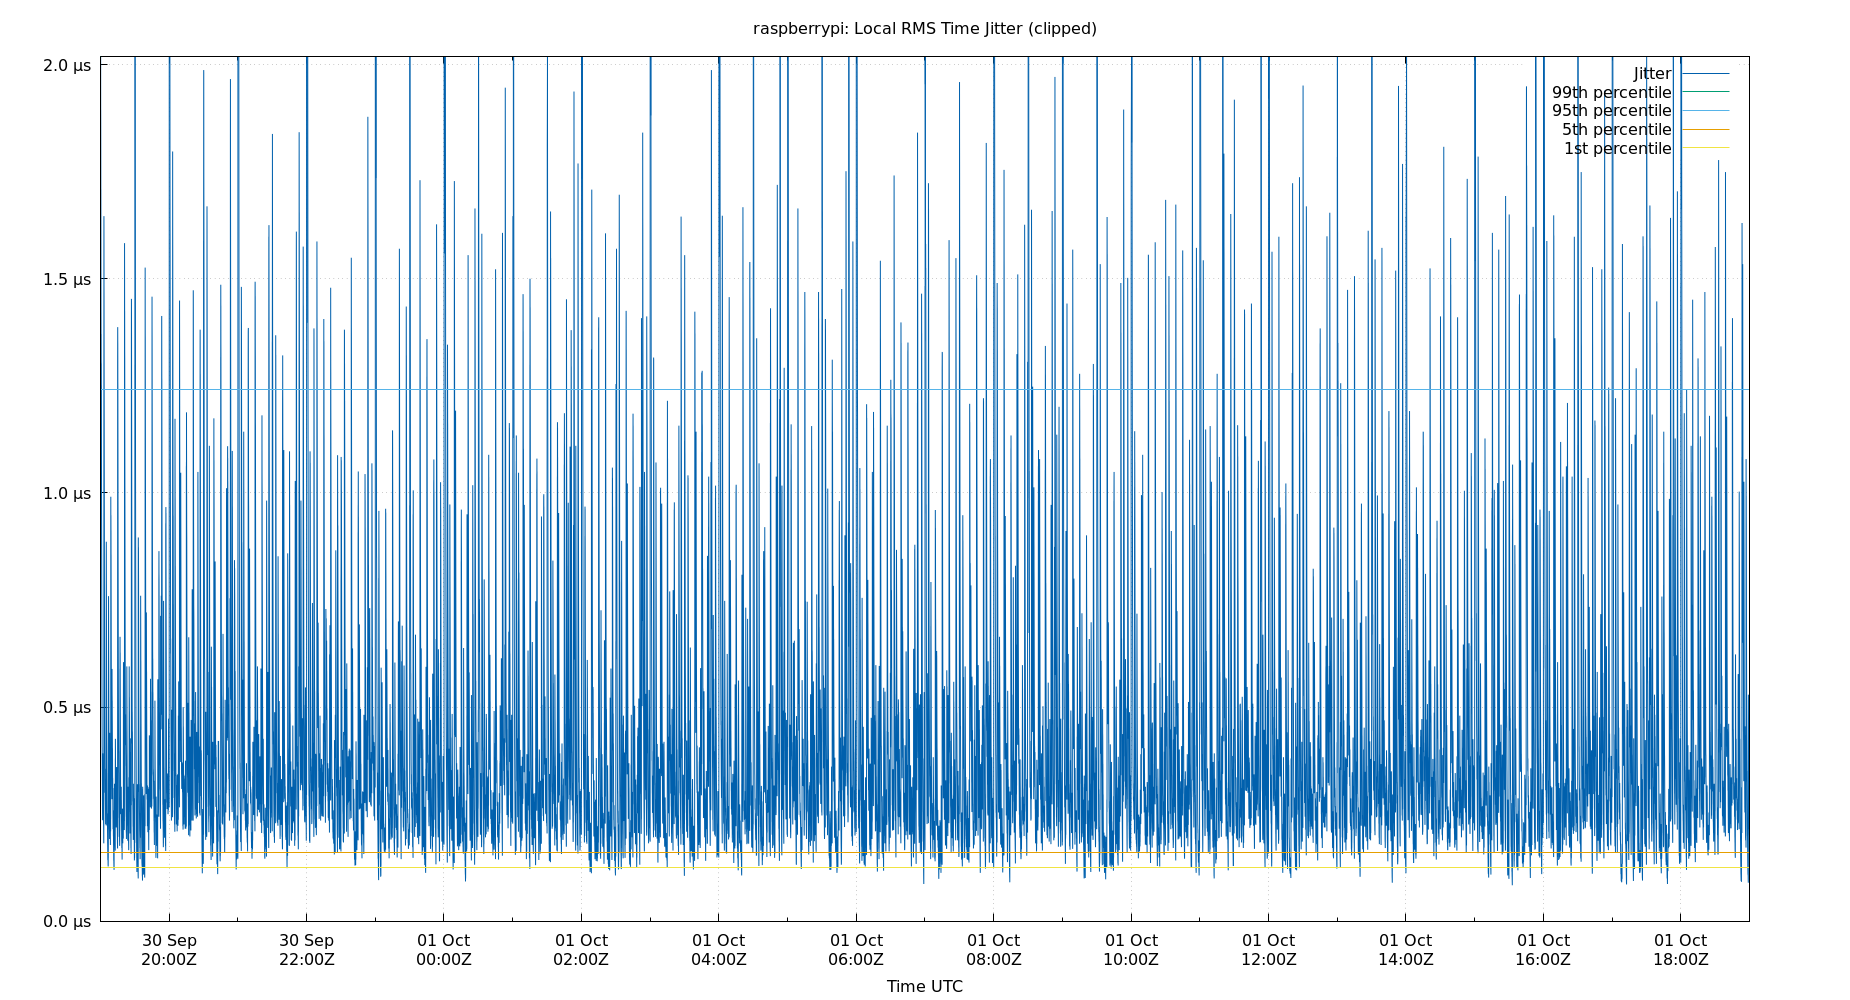 raspberrypi: Local RMS Time Jitter (clipped)
2.0 μs
1.5 μs
1.0 μs
0.5 μs
0.0 μs
Jitter
99th percentile
95th percentile
5th percentile
1st percentile
30 Sep 30 Sep 01 Oct 01 Oct 01 Oct 01 Oct 01 Oct 01 Oct 01 Oct 01 Oct 01 Oct 01 Oct
20:00Z 22:00Z 00:00Z 02:00Z 04:00Z 06:00Z 08:00Z 10:00Z 12:00Z 14:00Z 16:00Z 18:00Z
Time UTC